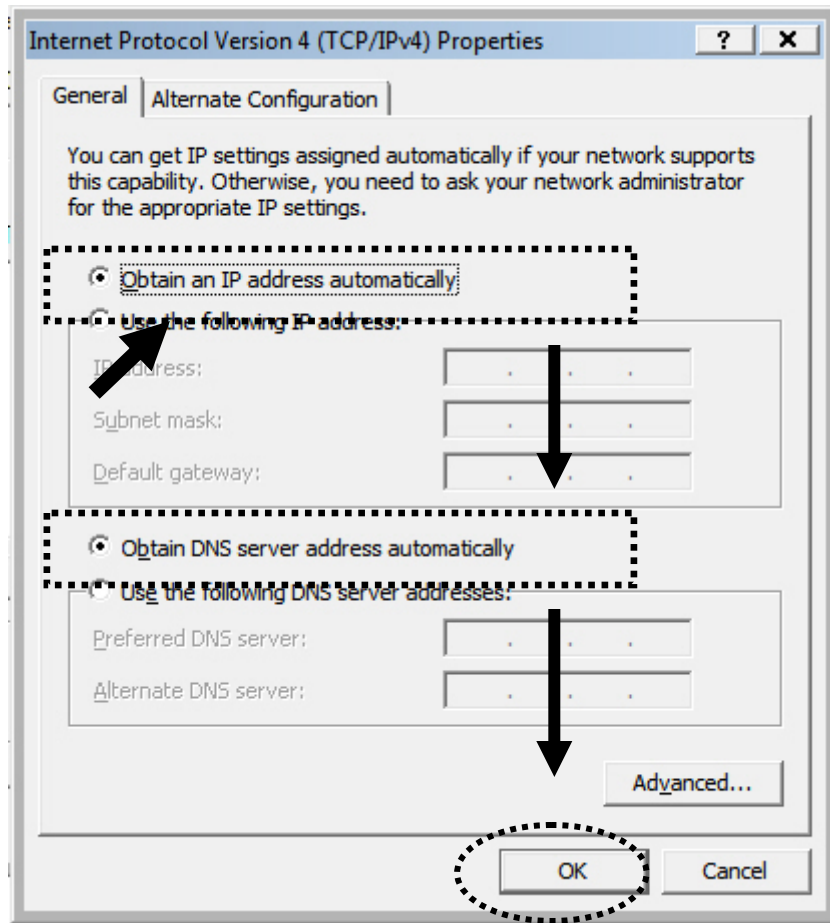 Internet Protocol Version 4 (TCP/IPv4) Properties
General
Alternate Configuration
You can get IP settings assigned automatically if your network supports
this capability. Otherwise, you need to ask your network administrator
for the appropriate IP settings.
Obtain an IP address automatically
Use the following IP address:
IP address:
Subnet mask:
Default gateway:
Obtain DNS server address automatically
Use the following DNS server addresses:
Preferred DNS server:
Alternate DNS server:
Advanced...
OK
Cancel